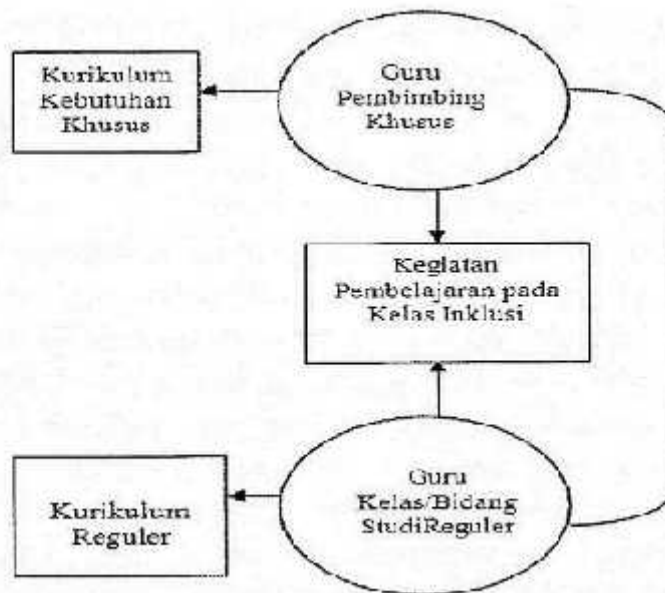 Kurikulum
Kebutuhan
Khusus
Guru
Pembimbing
Khusus
Kegiatan
Pembelajaran pada
Kelas Inklusi
Kurikulum
Reguler
Guru
Kelas/Bidang
StudiReguler